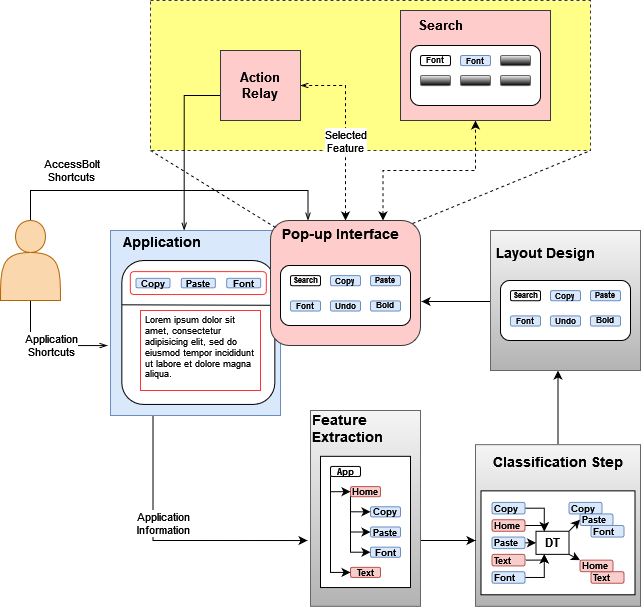 Search
Font
Font
Action
Relay
Selected
Feature
AccessBolt
Shortcuts
Application
Copy
Paste
Font
Lorem ipsum dolor sit
amet, consectetur
adipisicing elit, sed do
eiusmod tempor incididunt
ut labore et dolore magna
aliqua.
Application
Shortcuts
Pop-up Interface
Search
Copy
Paste
Font
Undo
Bold
Layout Design
Search
Copy
Paste
Font
Undo
Bold
Application
Information
Feature
Extraction
App
Home
Copy
Paste
Font
Text
Classification Step
Copy
Home
Paste
Text
Font
DT
Copy
Paste
Font
Home
Text